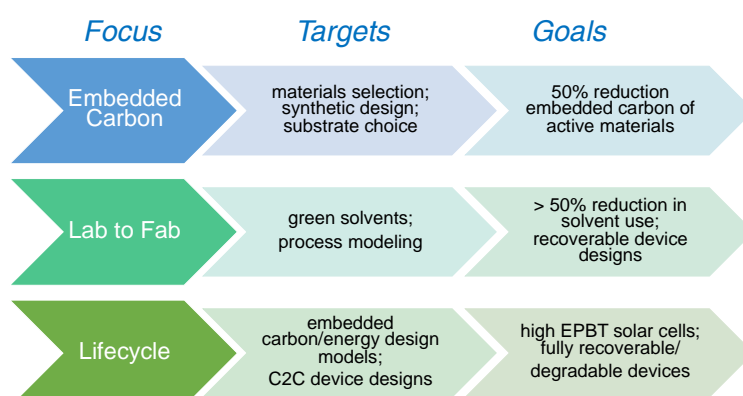 Focus Targets Goals
Embedded
Carbon
materials selection;
synthetic design;
substrate choice
50% reduction
embedded carbon of
active materials
Lab to Fab
green solvents;
process modeling
> 50% reduction in
solvent use;
recoverable device
designs
Lifecycle
embedded
carbon/energy design
models;
C2C device designs
high EPBT solar cells;
fully recoverable/
degradable devices